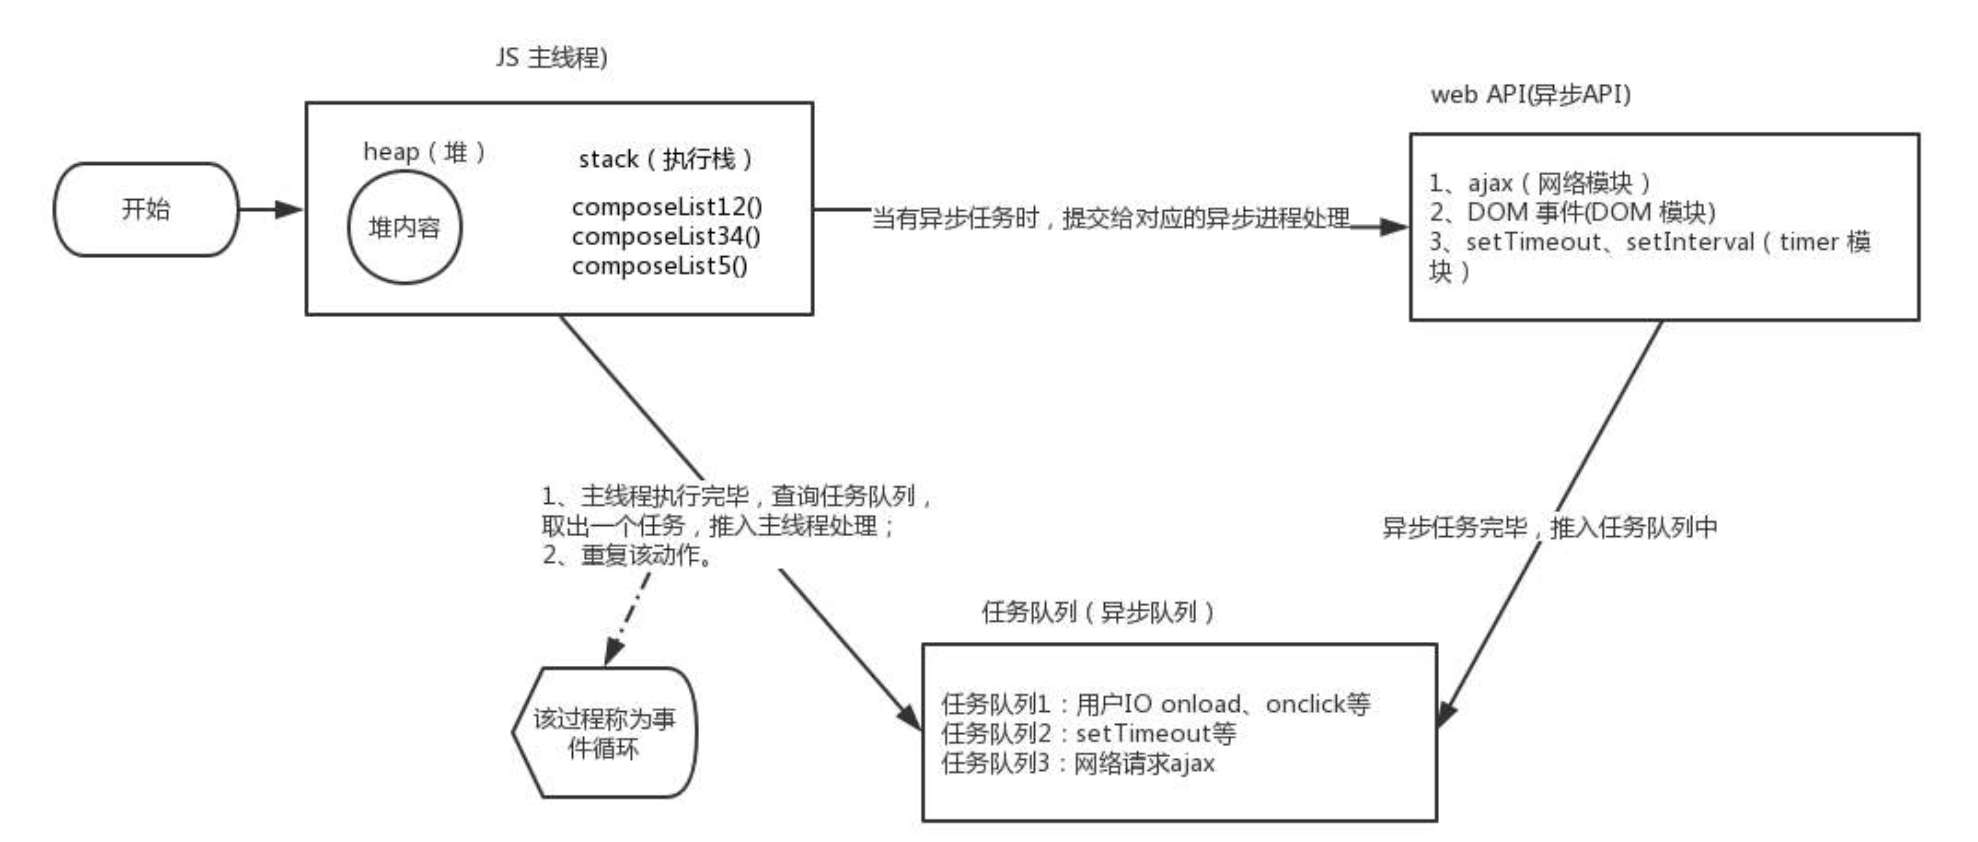 JS 主线程)
web API(异步API)
开始
heap（堆）
堆内容
stack（执行栈）
composeList12()
composeList34()
composeList5()
当有异步任务时，提交给对应的异步进程处理
1、ajax（网络模块）
2、DOM 事件(DOM 模块)
3、setTimeout、setInterval（timer 模
块）
1、主线程执行完毕，查询任务队列，
取出一个任务，推入主线程处理；
2、重复该动作。
异步任务完毕，推入任务队列中
该过程称为事
件循环
任务队列（异步队列）
任务队列1：用户IO onload、onclick等
任务队列2：setTimeout等
任务队列3：网络请求ajax